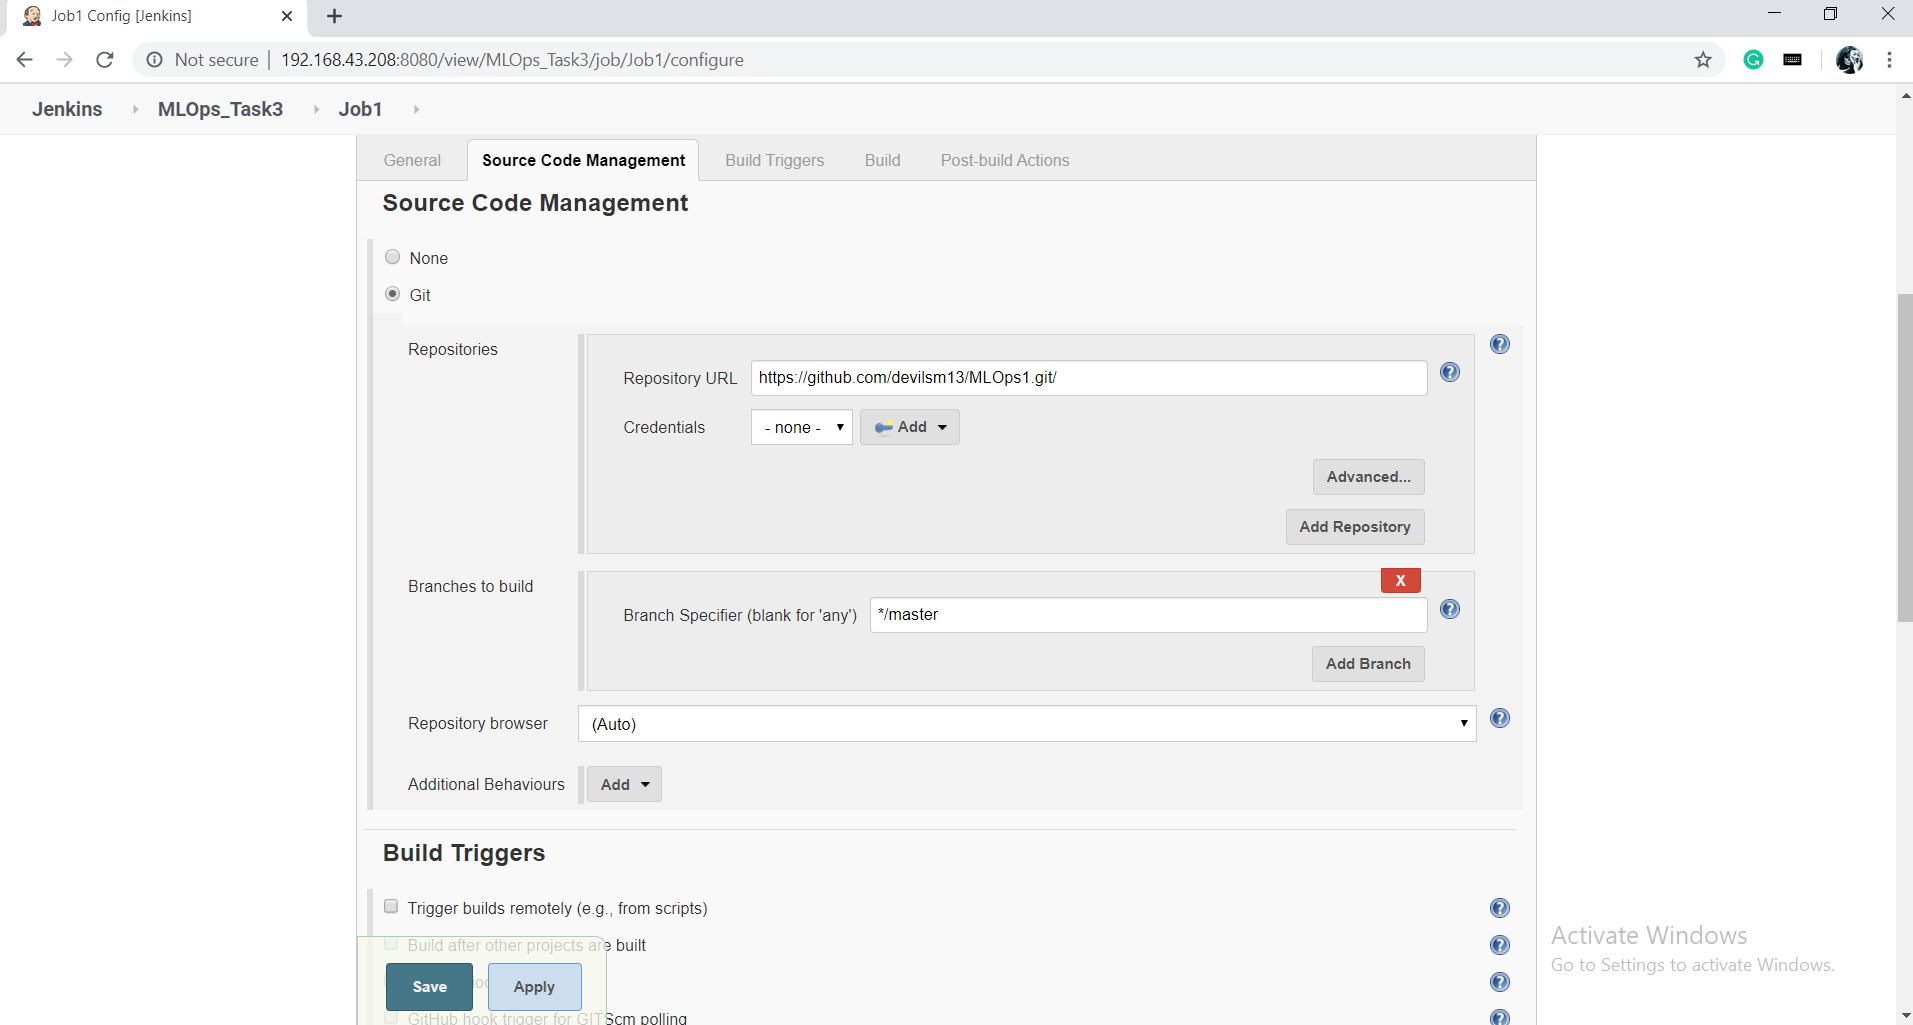 Job1 Config [Jenkins]
Not secure | 192.168.43.208:8080/view/MLOps_Task3/job/Job1/configure
Jenkins MLOps_Task3 Job1
General Source Code Management Build Triggers Build Post-build Actions
Source Code Management
None
Git
Repositories
Repository URL https://github.com/devilsm13/MLOps1.git/
Credentials - none - Add
Advanced...
Add Repository
Branches to build
X
Branch Specifier (blank for 'any') */master
Add Branch
Repository browser (Auto)
Additional Behaviours Add
Build Triggers
Trigger builds remotely (e.g., from scripts)
Build after other projects are built
Save Apply
GitHub hook trigger for GITScm polling
Activate Windows
Go to Settings to activate Windows.